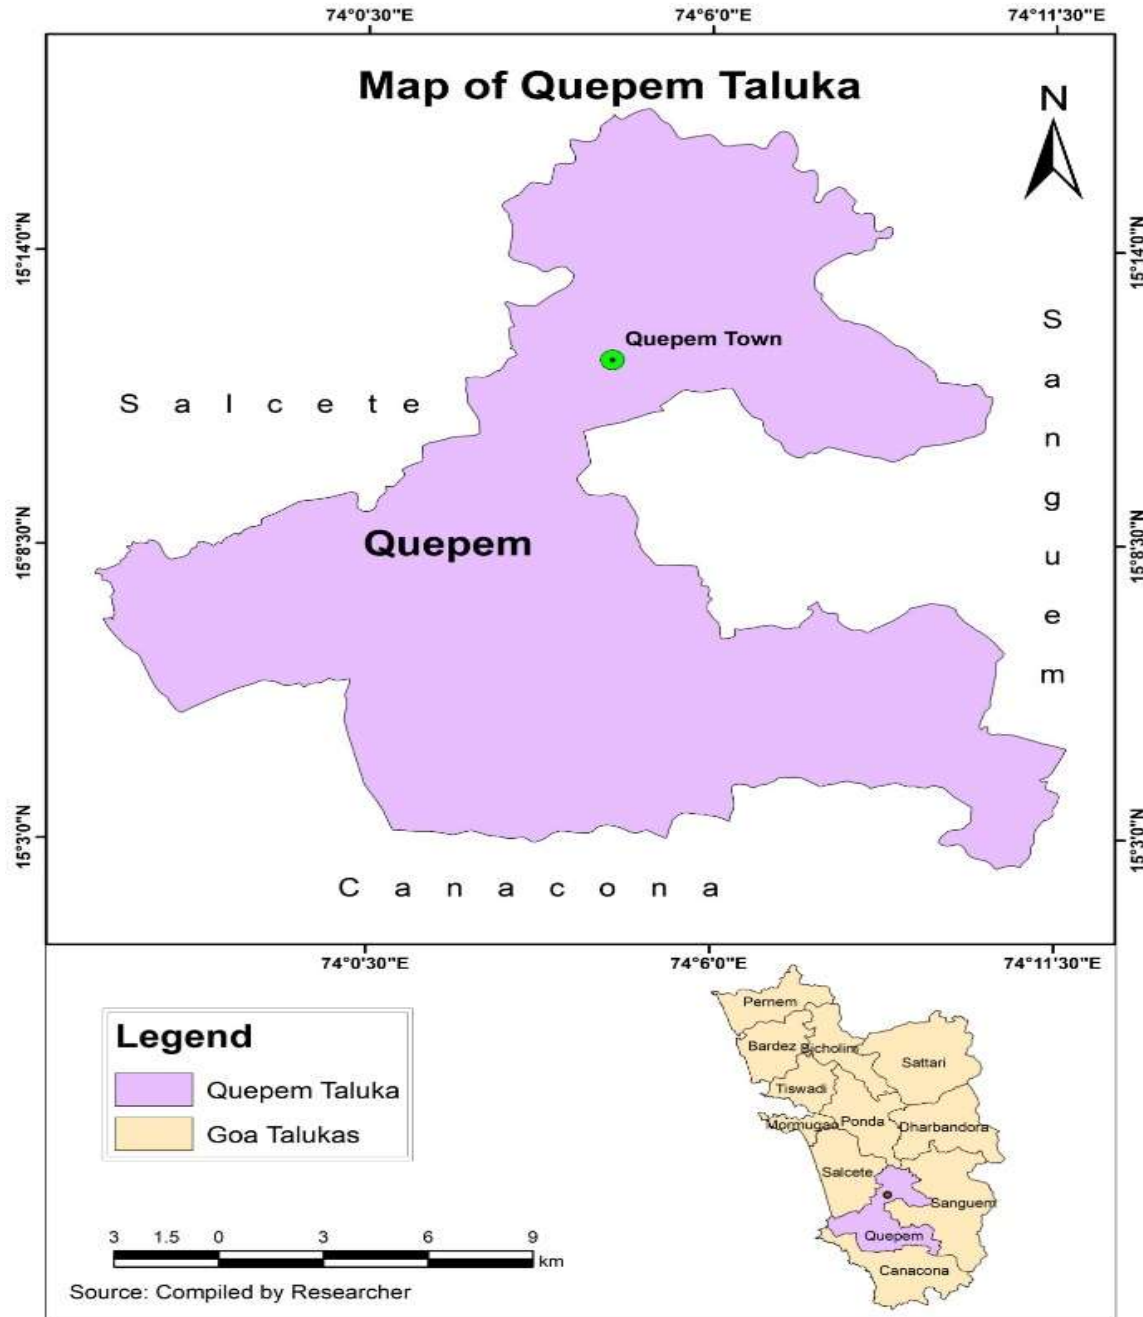 74°0'30"E 74°6'0"E 74°11'30"E
Map of Quepem Taluka
N
15°14'0"N 15°14'0"N
Quepem Town
Salcete
Sanguem
15°8'30"N 15°8'30"N
Quepem
15°3'0"N 15°3'0"N
Canacona
74°0'30"E 74°6'0"E 74°11'30"E
Legend
Quepem Taluka
Goa Talukas
Pernem
Bardez
Bicholim
Sattari
Tiswadi
Mormugao
Ponda
Dharbandora
Salcete
Sanguem
Quepem
Canacona
3 1.5 0 3 6 9
km
Source: Compiled by Researcher